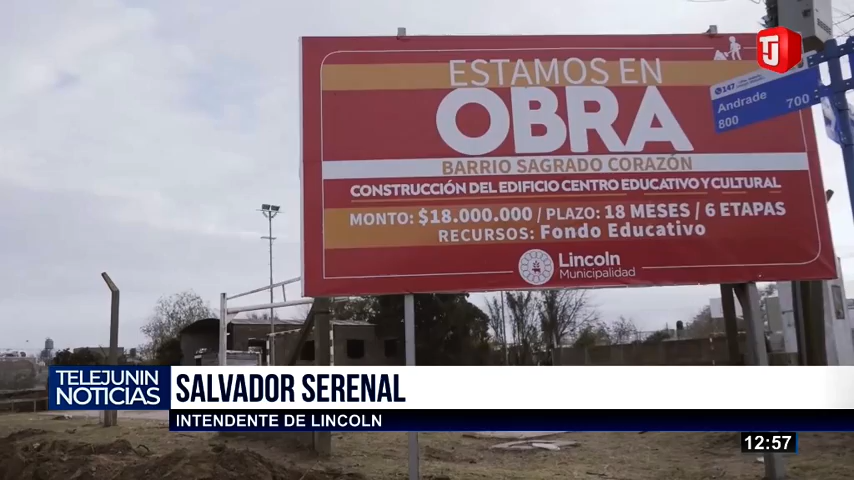 ESTAMOS EN
OBRA
BARRIO SAGRADO CORAZÓN
CONSTRUCCIÓN DEL EDIFICIO CENTRO EDUCATIVO Y CULTURAL
MONTO: $18.000.000 / PLAZO: 18 MESES / 6 ETAPAS
RECURSOS: Fondo Educativo
Lincoln
Municipalidad
TJ
147
Andrade
700
800
TELEJUNIN
NOTICIAS
SALVADOR SERENAL
INTENDENTE DE LINCOLN
12:57